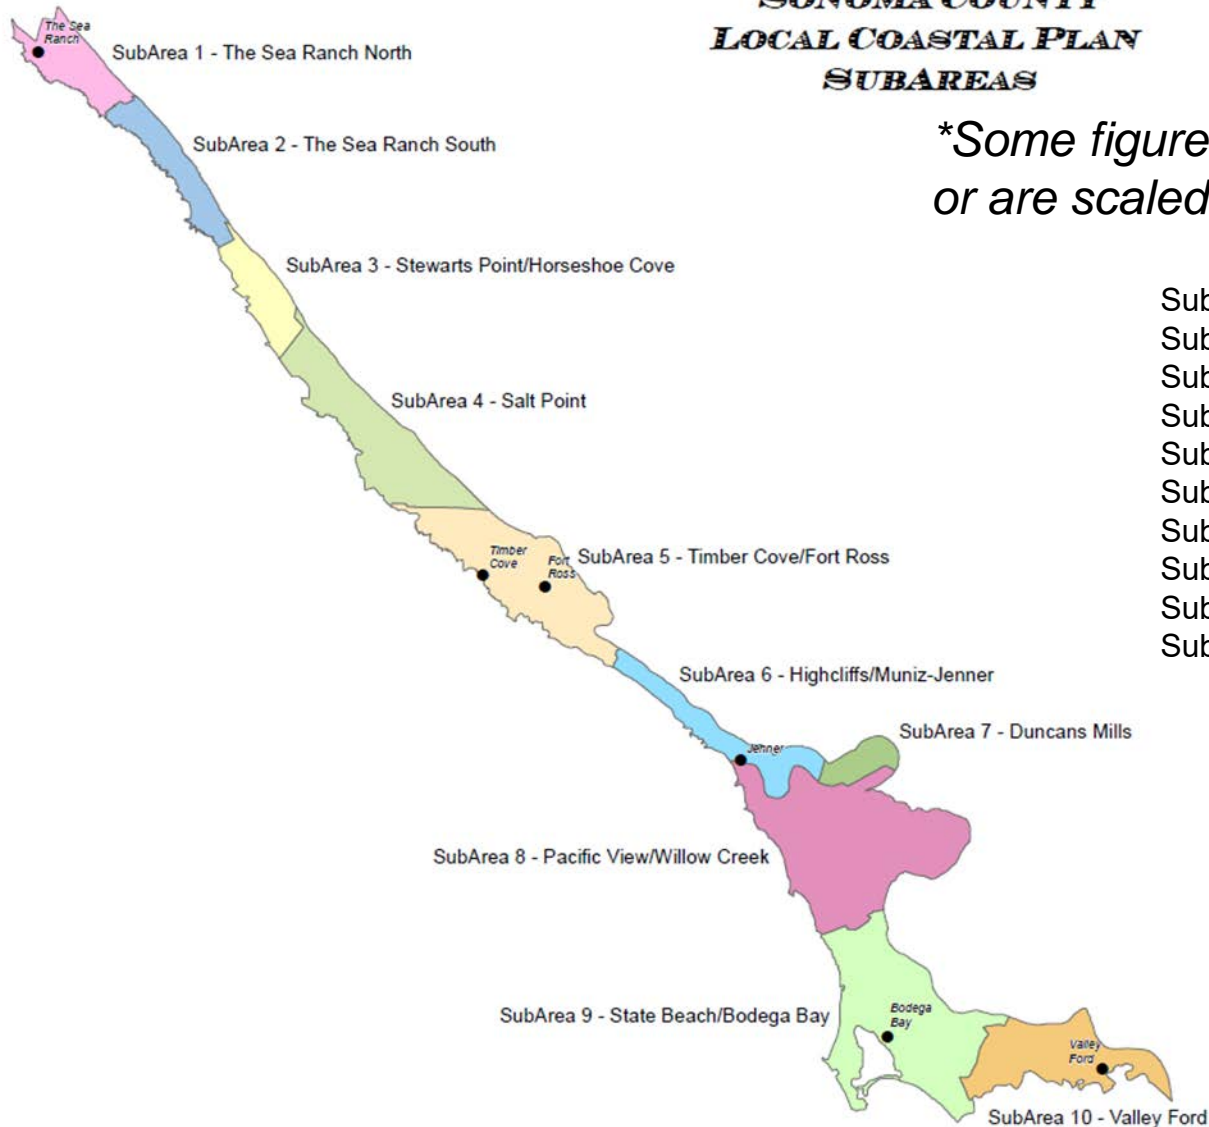 SONOMA COUNTY
LOCAL COASTAL PLAN
SUBAREAS
*Some figure
or are scaled
The Sea
Ranch
SubArea 1 - The Sea Ranch North
SubArea 2 - The Sea Ranch South
SubArea 3 - Stewarts Point/Horseshoe Cove
SubArea 4 - Salt Point
Timber
Cove
Fort
Ross
SubArea 5 - Timber Cove/Fort Ross
SubArea 6 - Highcliffs/Muniz-Jenner
Jenner
SubArea 7 - Duncans Mills
SubArea 8 - Pacific View/Willow Creek
SubArea 9 - State Beach/Bodega Bay
Bodega
Bay
Valley
Ford
SubArea 10 - Valley Ford
Sub
Sub
Sub
Sub
Sub
Sub
Sub
Sub
Sub
Sub